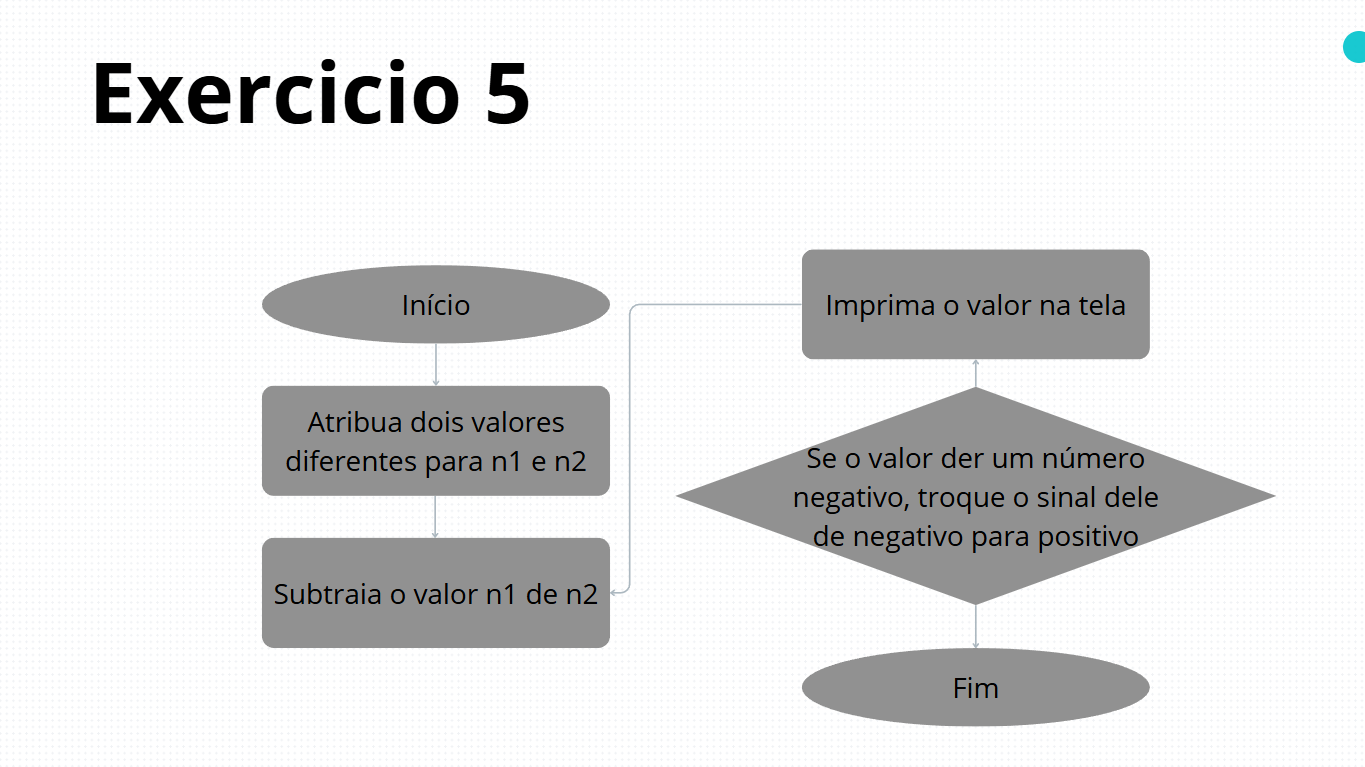 Exercicio 5
Início
Atribua dois valores
diferentes para n1 e n2
Subtraia o valor n1 de n2
Imprima o valor na tela
Se o valor der um número
negativo, troque o sinal dele
de negativo para positivo
Fim